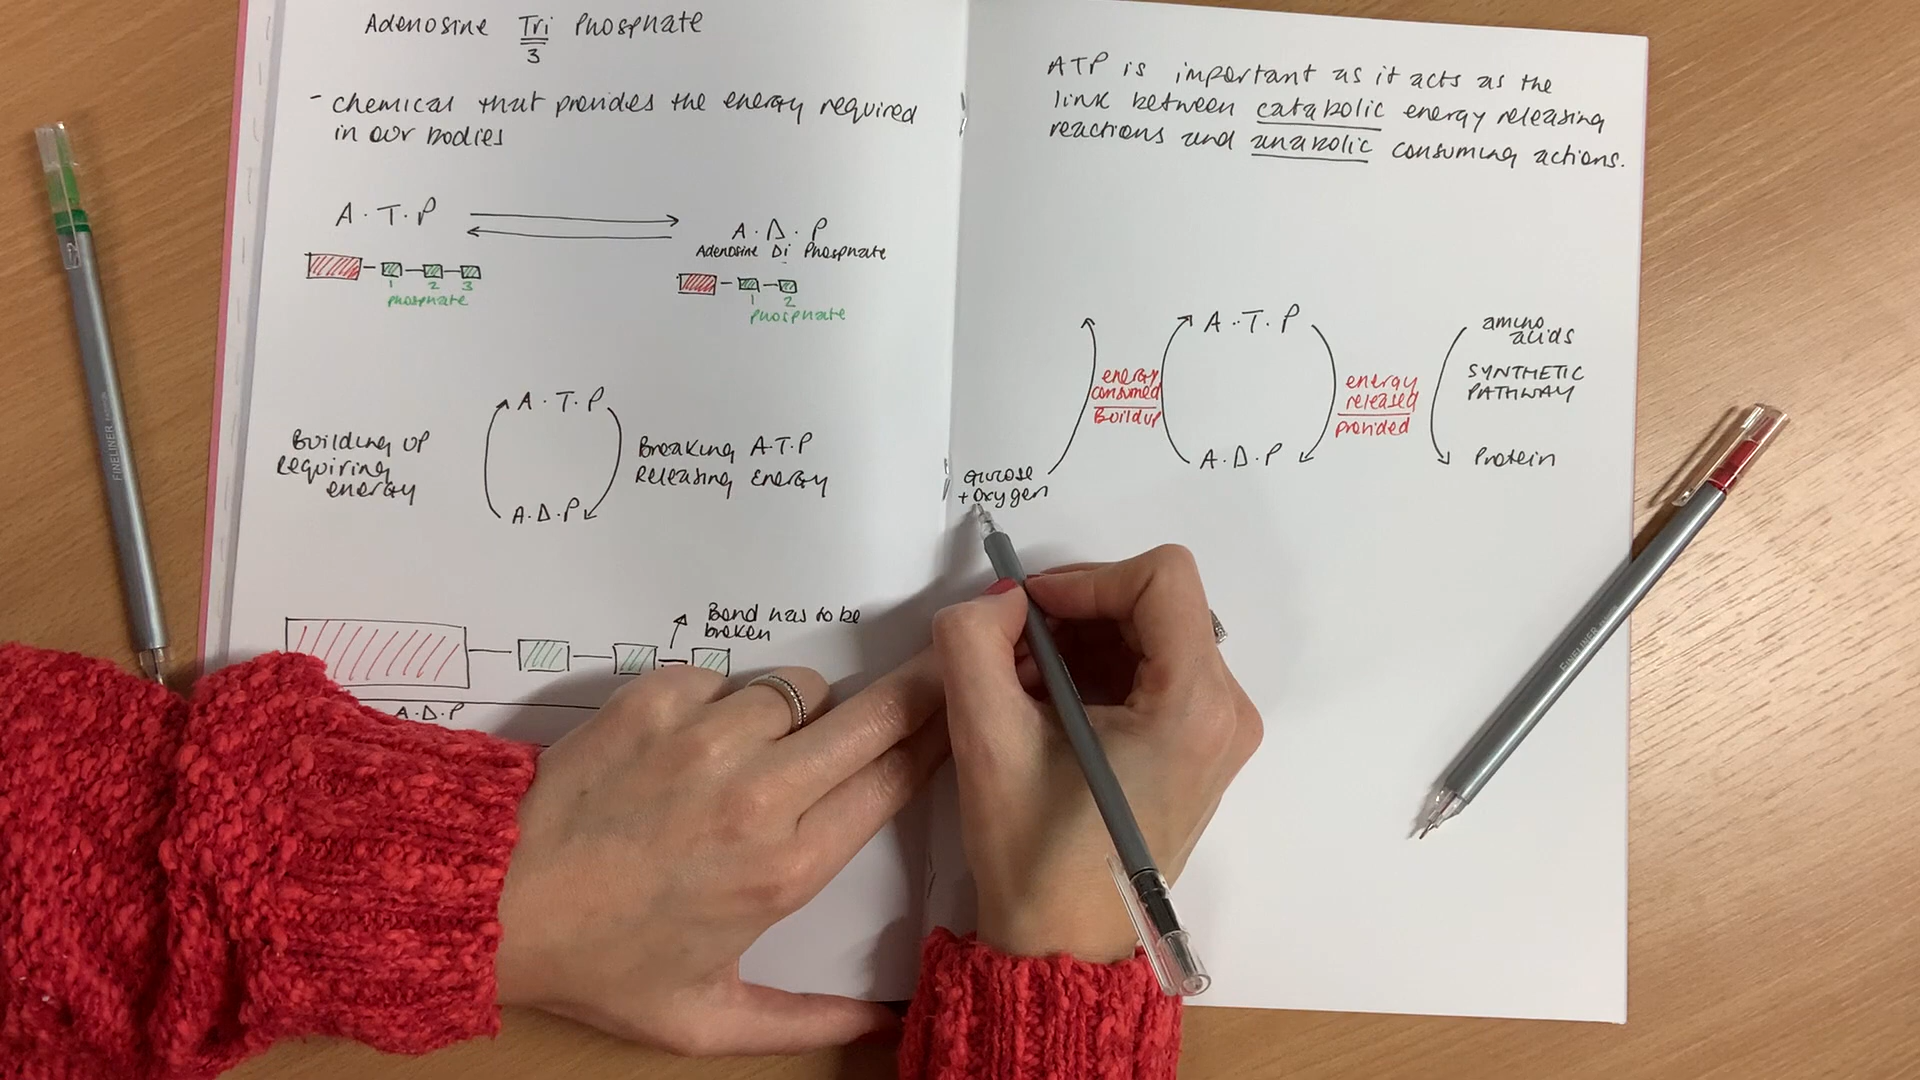 Adenosine Tri Phosphate
3
- chemical that provides the energy required
in our bodies
A.T.P
1 2 3
phosphate
A.D.P
Adenosine Di Phosphate
1 2
phosphate
A.T.P
Building up
requiring
energy
Breaking A.T.P
Releasing energy
A.D.P
Bond has to be
broken
A.D.P
ATP is important as it acts as the
link between catabolic energy releasing
reactions and anabolic consuming actions.
A.T.P
amino
acids
energy
consumed
Buildup
energy
released
provided
SYNTHETIC
PATHWAY
A.D.P
Protein
Glucose
+ Oxygen
FINELINER
FINELINER